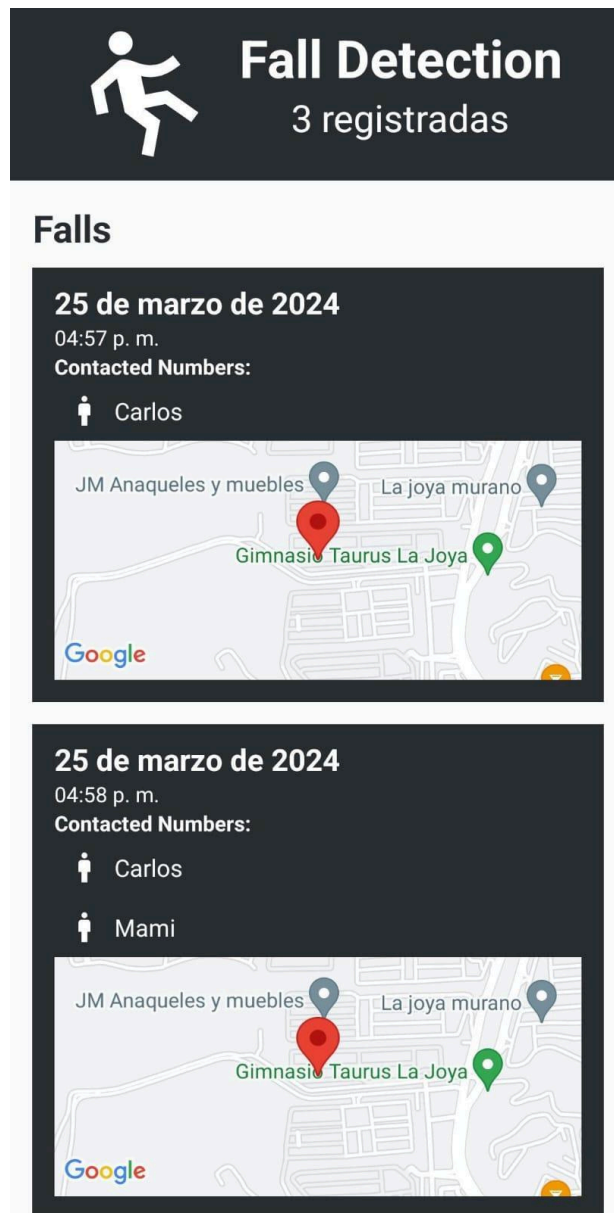 Fall Detection
3 registradas
Falls
25 de marzo de 2024
04:57 p. m.
Contacted Numbers:
Carlos
JM Anaqueles y muebles
La joya murano
Gimnasio Taurus La Joya
Google
25 de marzo de 2024
04:58 p. m.
Contacted Numbers:
Carlos
Mami
JM Anaqueles y muebles
La joya murano
Gimnasio Taurus La Joya
Google